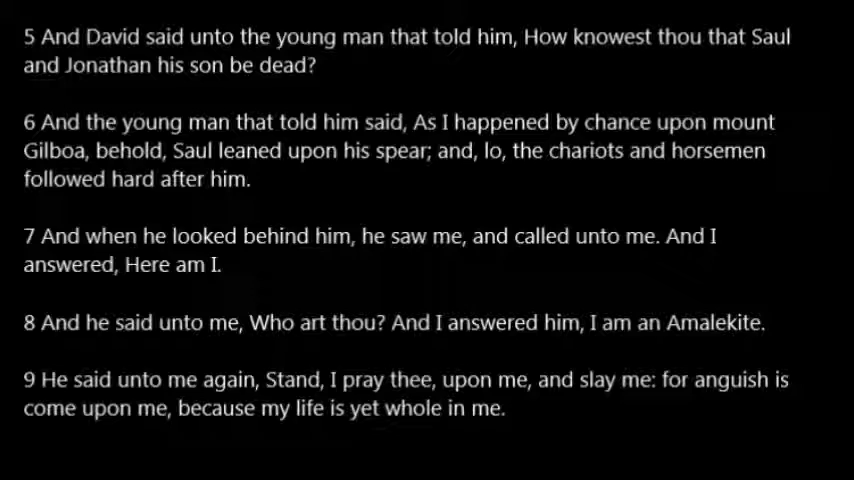 5 And David said unto the young man that told him, How knowest thou that Saul
and Jonathan his son be dead?
6 And the young man that told him said, As I happened by chance upon mount
Gilboa, behold, Saul leaned upon his spear; and, lo, the chariots and horsemen
followed hard after him.
7 And when he looked behind him, he saw me, and called unto me. And I
answered, Here am I.
8 And he said unto me, Who art thou? And I answered him, I am an Amalekite.
9 He said unto me again, Stand, I pray thee, upon me, and slay me: for anguish is
come upon me, because my life is yet whole in me.